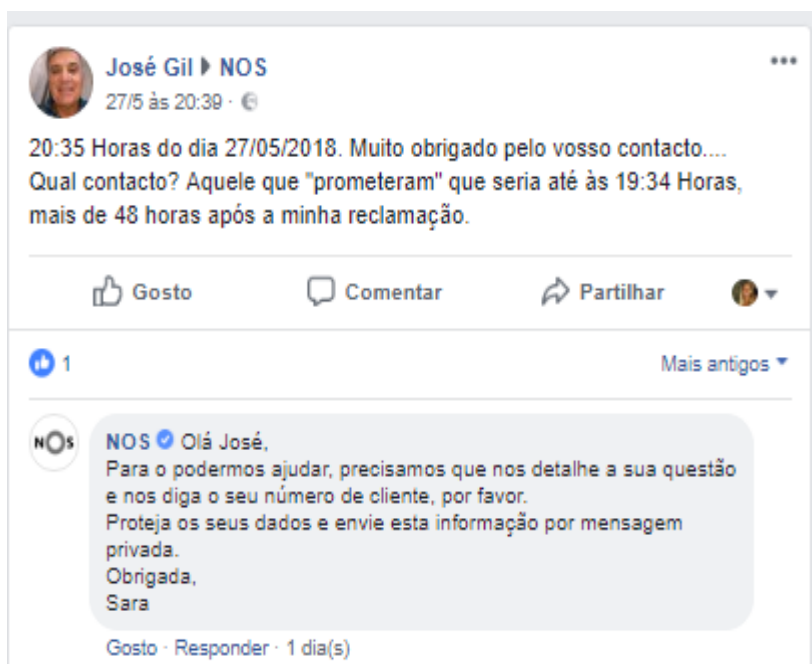 José Gil ▸ NOS
27/5 às 20:39 ·
20:35 Horas do dia 27/05/2018. Muito obrigado pelo vosso contacto....
Qual contacto? Aquele que "prometeram" que seria até às 19:34 Horas,
mais de 48 horas após a minha reclamação.
Gosto Comentar Partilhar
1 Mais antigos
NOS
NOS Olá José,
Para o podermos ajudar, precisamos que nos detalhe a sua questão
e nos diga o seu número de cliente, por favor.
Proteja os seus dados e envie esta informação por mensagem
privada.
Obrigada,
Sara
Gosto · Responder · 1 dia(s)